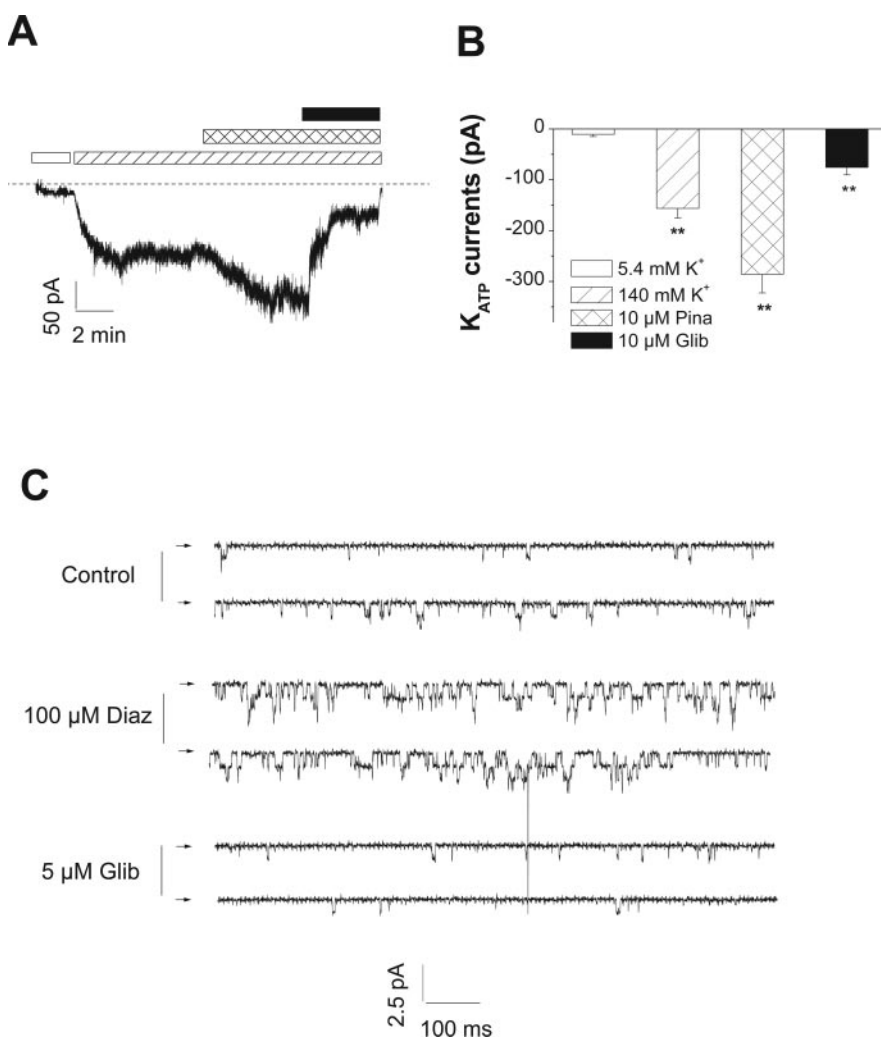 A
50 pA
2 min
B
K_ATP currents (pA)
0
-100
-200
-300
**
**
**
5.4 mM K⁺
140 mM K⁺
10 µM Pina
10 µM Glib
C
Control
100 µM Diaz
5 µM Glib
2.5 pA
100 ms